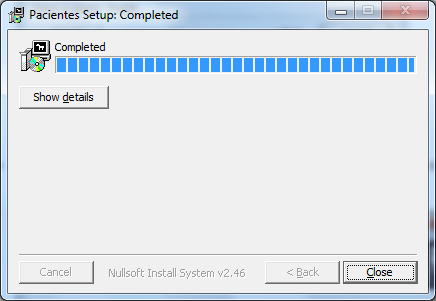 Pacientes Setup: Completed
Completed
Show details
Cancel
Nullsoft Install System v2.46
< Back
Close